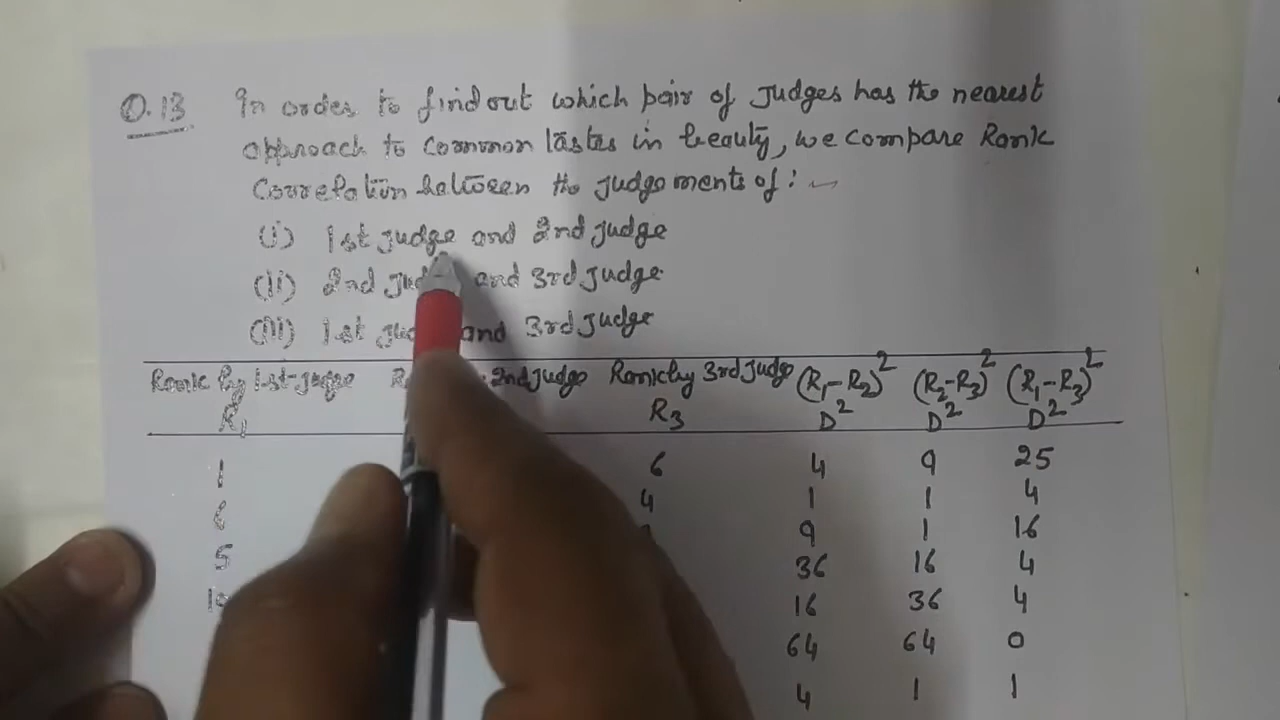 Q.13 In order to find out which pair of Judges has the nearest
approach to common tastes in beauty, we compare Rank
Correlation between the judgements of :
(i) 1st judge and 2nd judge
(ii) 2nd and 3rd judge
(iii) 1st and 3rd Judge
Rank by 1st judge 2nd judge Rank by 3rd judge (R₁-R₂)² (R₂-R₃)² (R₁-R₃)²
R₁ R₃ D² D² D²
1 6 4 9 25
4 1 1 4
9 1 16
5 36 16 4
16 36 4
64 64 0
4 1 1